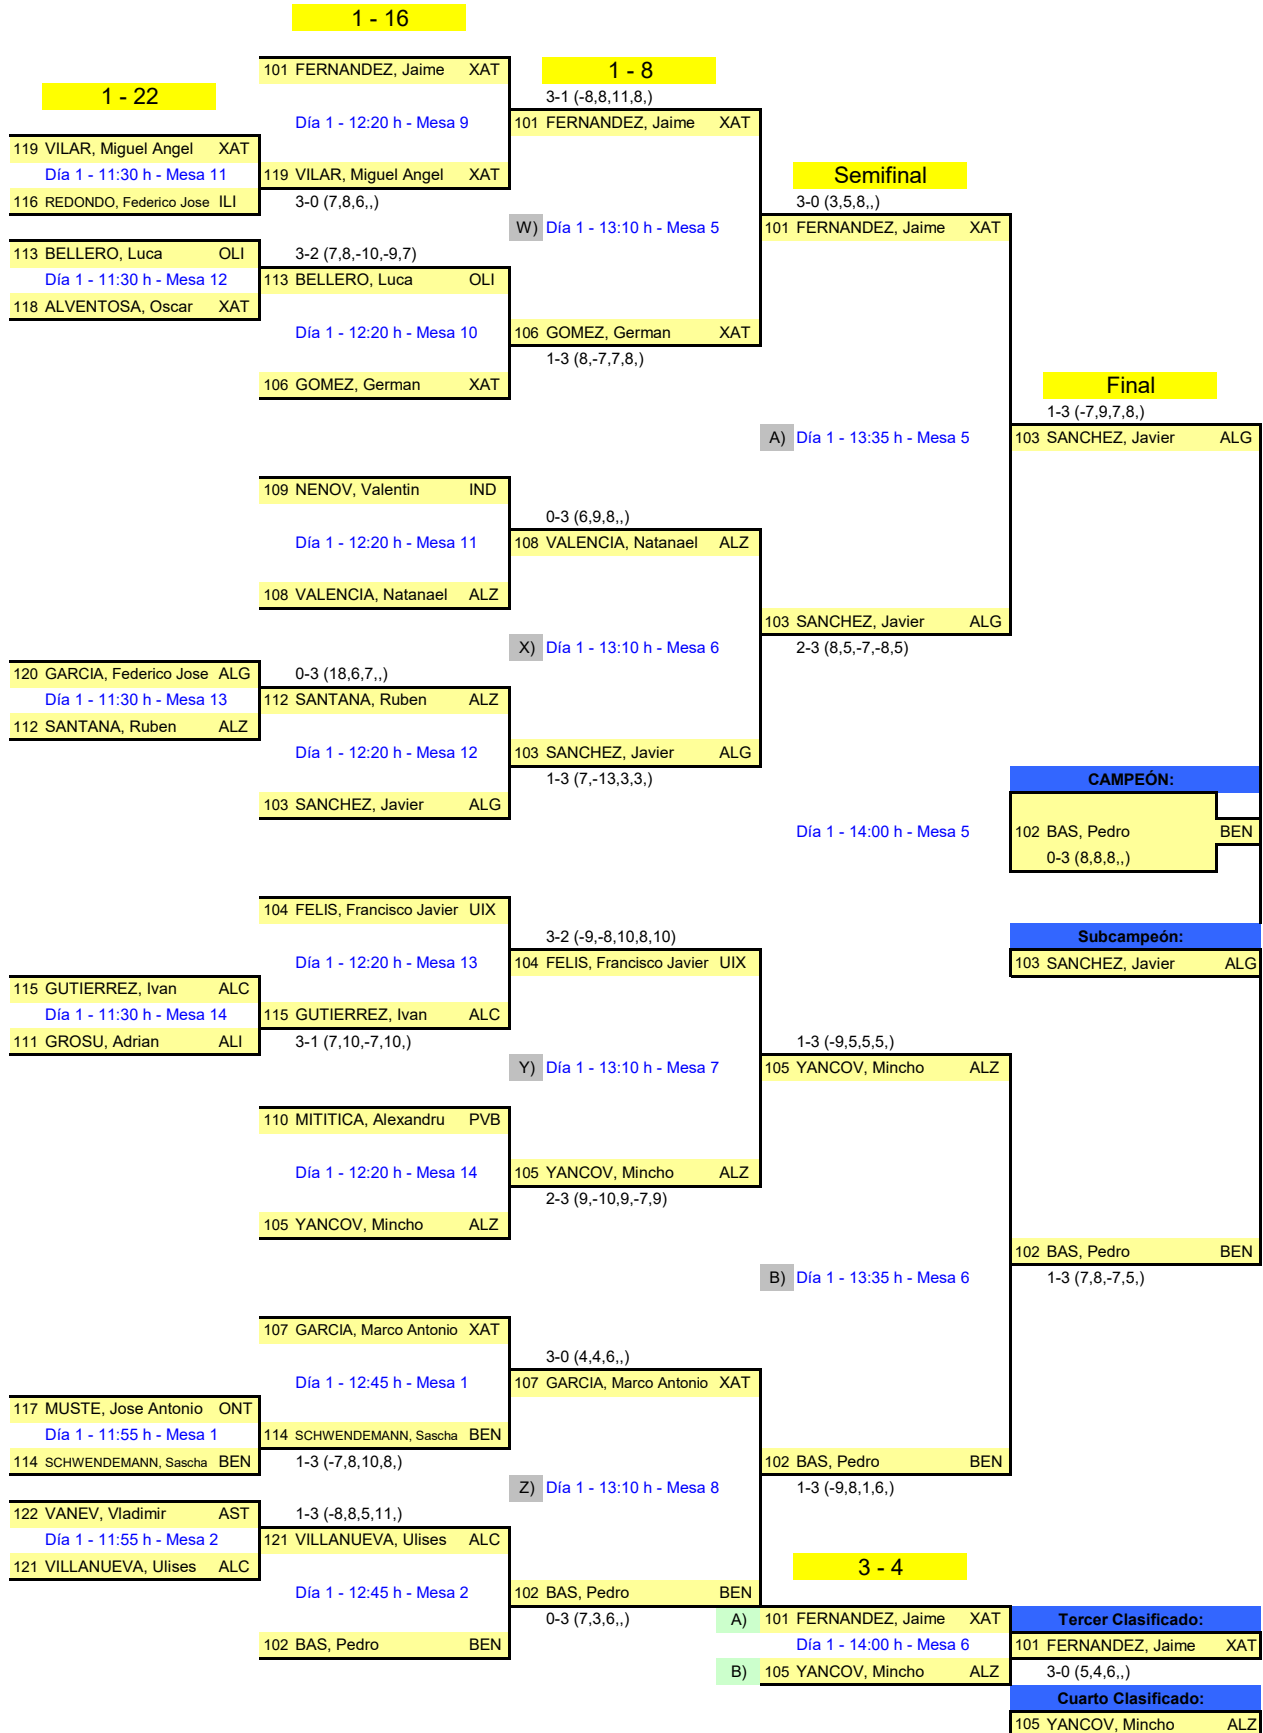 1 - 16
101 FERNANDEZ, Jaime XAT
1 - 8
1 - 22
3-1 (-8,8,11,8,)
Día 1 - 12:20 h - Mesa 9
101 FERNANDEZ, Jaime XAT
119 VILAR, Miguel Angel XAT
Día 1 - 11:30 h - Mesa 11
119 VILAR, Miguel Angel XAT
Semifinal
116 REDONDO, Federico Jose ILI
3-0 (7,8,6,,)
3-0 (3,5,8,,)
W) Día 1 - 13:10 h - Mesa 5
101 FERNANDEZ, Jaime XAT
113 BELLERO, Luca OLI
3-2 (7,8,-10,-9,7)
Día 1 - 11:30 h - Mesa 12
113 BELLERO, Luca OLI
118 ALVENTOSA, Oscar XAT
Día 1 - 12:20 h - Mesa 10
106 GOMEZ, German XAT
1-3 (8,-7,7,8,)
106 GOMEZ, German XAT
Final
1-3 (-7,9,7,8,)
A) Día 1 - 13:35 h - Mesa 5
103 SANCHEZ, Javier ALG
109 NENOV, Valentin IND
0-3 (6,9,8,,)
Día 1 - 12:20 h - Mesa 11
108 VALENCIA, Natanael ALZ
108 VALENCIA, Natanael ALZ
103 SANCHEZ, Javier ALG
X) Día 1 - 13:10 h - Mesa 6
2-3 (8,5,-7,-8,5)
120 GARCIA, Federico Jose ALG
0-3 (18,6,7,,)
Día 1 - 11:30 h - Mesa 13
112 SANTANA, Ruben ALZ
112 SANTANA, Ruben ALZ
Día 1 - 12:20 h - Mesa 12
103 SANCHEZ, Javier ALG
1-3 (7,-13,3,3,)
CAMPEÓN:
103 SANCHEZ, Javier ALG
Día 1 - 14:00 h - Mesa 5
102 BAS, Pedro BEN
0-3 (8,8,8,,)
104 FELIS, Francisco Javier UIX
3-2 (-9,-8,10,8,10)
Subcampeón:
Día 1 - 12:20 h - Mesa 13
104 FELIS, Francisco Javier UIX
103 SANCHEZ, Javier ALG
115 GUTIERREZ, Ivan ALC
Día 1 - 11:30 h - Mesa 14
115 GUTIERREZ, Ivan ALC
111 GROSU, Adrian ALI
3-1 (7,10,-7,10,)
1-3 (-9,5,5,5,)
Y) Día 1 - 13:10 h - Mesa 7
105 YANCOV, Mincho ALZ
110 MITITICA, Alexandru PVB
Día 1 - 12:20 h - Mesa 14
105 YANCOV, Mincho ALZ
2-3 (9,-10,9,-7,9)
105 YANCOV, Mincho ALZ
102 BAS, Pedro BEN
B) Día 1 - 13:35 h - Mesa 6
1-3 (7,8,-7,5,)
107 GARCIA, Marco Antonio XAT
3-0 (4,4,6,,)
Día 1 - 12:45 h - Mesa 1
107 GARCIA, Marco Antonio XAT
117 MUSTE, Jose Antonio ONT
Día 1 - 11:55 h - Mesa 1
114 SCHWENDEMANN, Sascha BEN
114 SCHWENDEMANN, Sascha BEN
1-3 (-7,8,10,8,)
102 BAS, Pedro BEN
Z) Día 1 - 13:10 h - Mesa 8
1-3 (-9,8,1,6,)
122 VANEV, Vladimir AST
1-3 (-8,8,5,11,)
Día 1 - 11:55 h - Mesa 2
121 VILLANUEVA, Ulises ALC
121 VILLANUEVA, Ulises ALC
3 - 4
Día 1 - 12:45 h - Mesa 2
102 BAS, Pedro BEN
0-3 (7,3,6,,)
A) 101 FERNANDEZ, Jaime XAT
Tercer Clasificado:
102 BAS, Pedro BEN
Día 1 - 14:00 h - Mesa 6
101 FERNANDEZ, Jaime XAT
B) 105 YANCOV, Mincho ALZ
3-0 (5,4,6,,)
Cuarto Clasificado:
105 YANCOV, Mincho ALZ